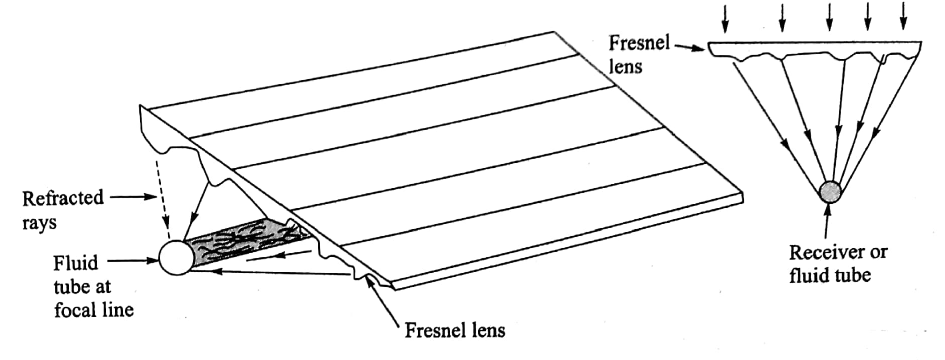 Fresnel
lens
Refracted
rays
Fluid
tube at
focal line
Fresnel lens
Receiver or
fluid tube